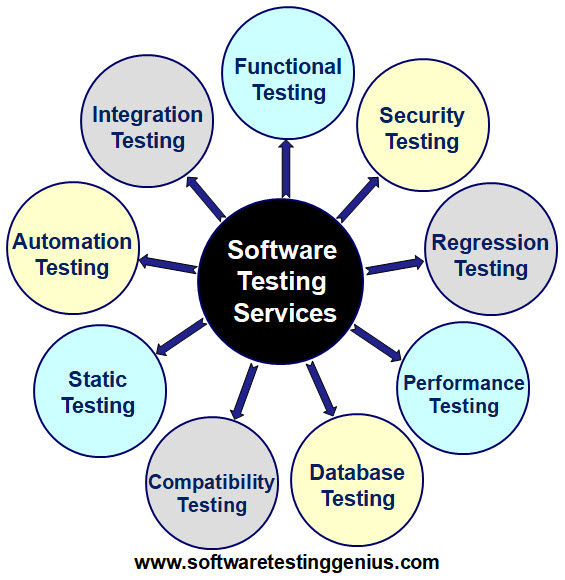 Functional
Testing
Security
Testing
Regression
Testing
Performance
Testing
Database
Testing
Compatibility
Testing
Static
Testing
Automation
Testing
Integration
Testing
Software
Testing
Services
www.softwaretestinggenius.com